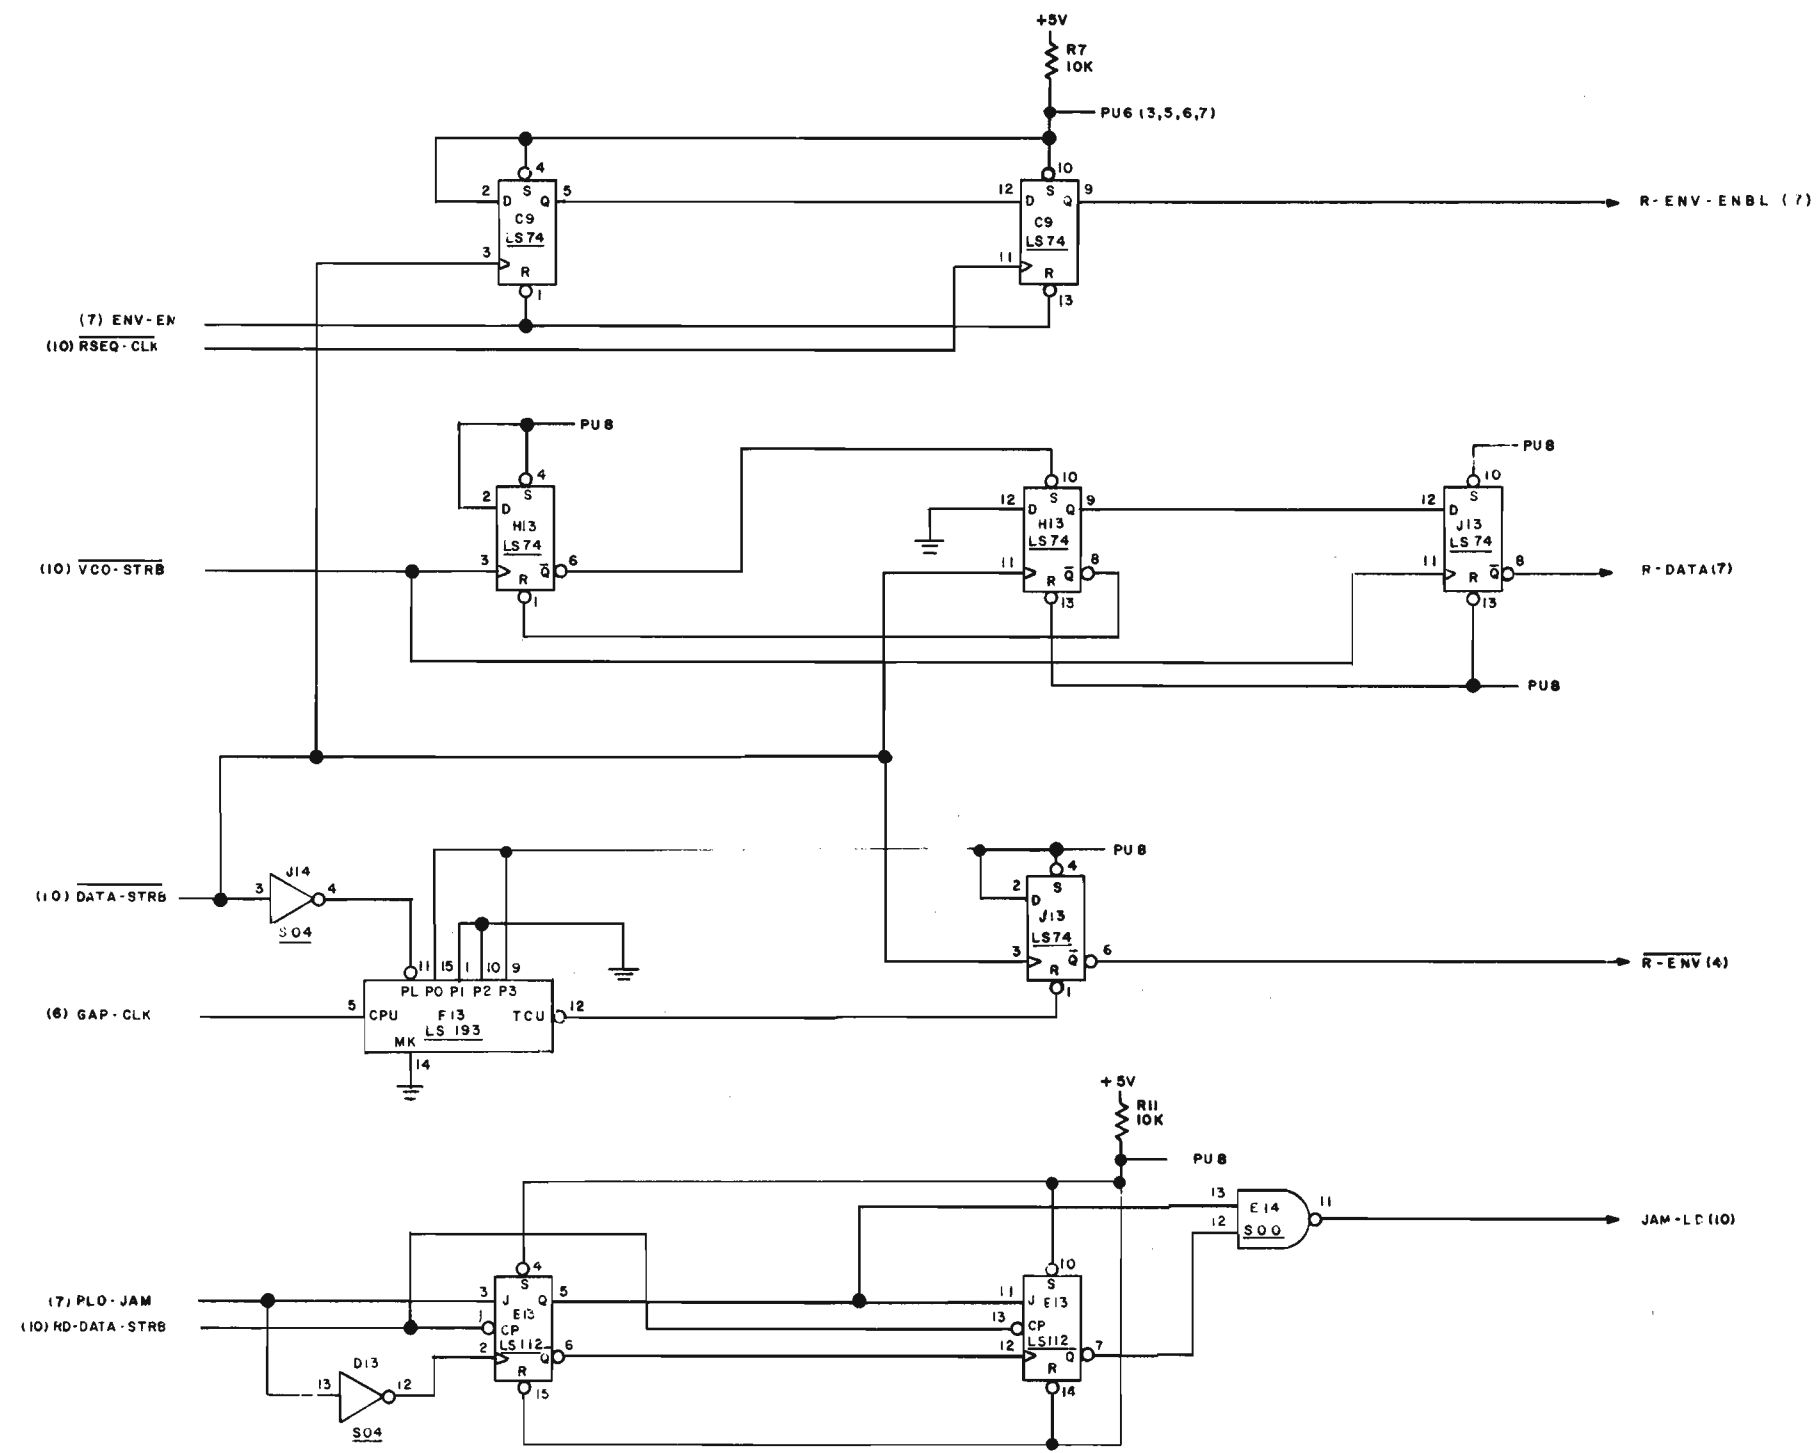 +5V
R7
10K
PU6 (3,5,6,7)
4
10
2 D S Q 5
12 D S Q 9
R-ENV-ENBL (7)
C9
LS74
C9
LS74
3
R
11
R
1
13
(7) ENV-EN
(10) RSEQ-CLK
PU8
PU8
4
10
10
2 D S
12 D S Q 9
12 D S
H13
LS74
H13
LS74
J13
LS74
(10) VCO-STRB
3 R Q 6
11 R Q 8
11 R Q 8
R-DATA(7)
1
13
13
PU8
PU8
4
J14
2 D S
(10) DATA-STRB
3
4
J13
S04
LS74
3 R Q 6
R-ENV(4)
11 15 1 10 9
1
PL P0 P1 P2 P3
(6) GAP-CLK
5 CPU F13 TCU 12
LS 193
MK
14
+5V
R11
10K
PU8
13
12
E14
S00
11
JAM-LD(10)
4
10
(7) PLO-JAM
3 J S Q 5
11 J S
E13
E13
(10) RD-DATA-STRB
1 CP
13 CP
LS112
LS112
2 Q 6
12 Q 7
R
R
15
14
D13
13
12
S04